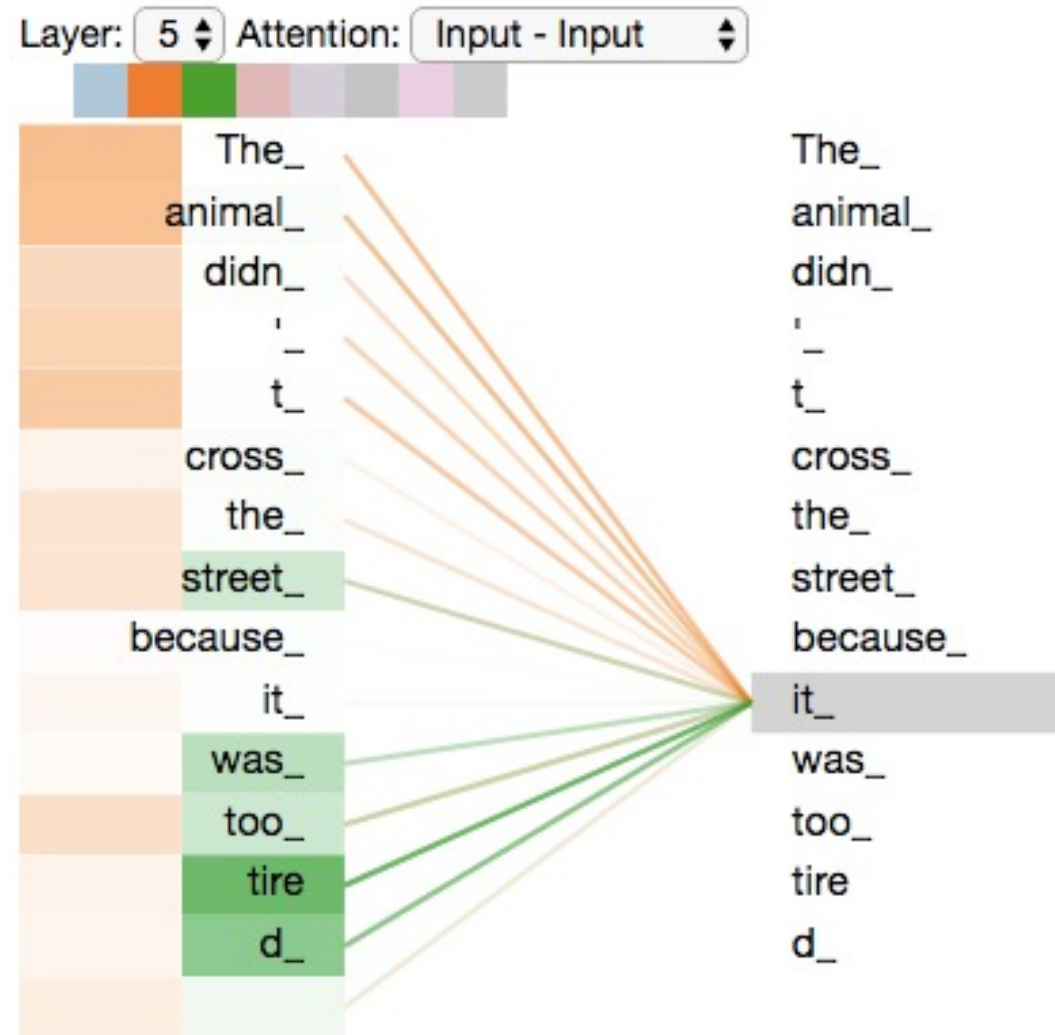 Layer: 5 Attention: Input - Input
The_ The_
animal_ animal_
didn_ didn_
'_ '_
t_ t_
cross_ cross_
the_ the_
street_ street_
because_ because_
it_ it_
was_ was_
too_ too_
tire tire
d_ d_